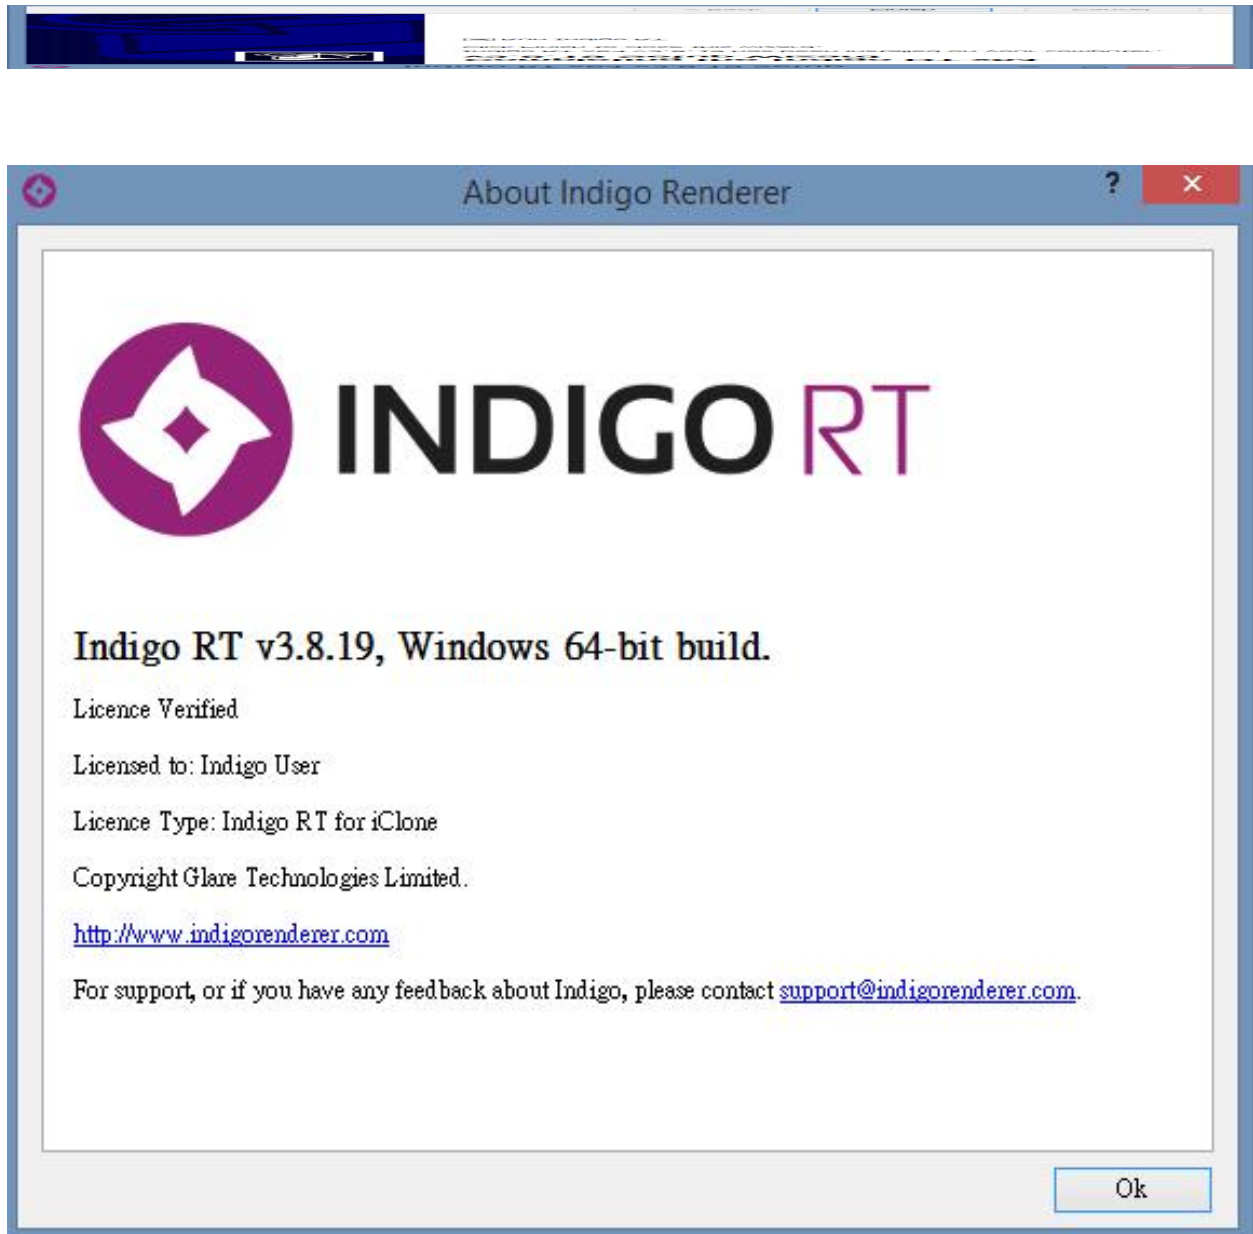 About Indigo Renderer
?
INDIGO RT
Indigo RT v3.8.19, Windows 64-bit build.
Licence Verified
Licensed to: Indigo User
Licence Type: Indigo RT for iClone
Copyright Glare Technologies Limited.
http://www.indigorenderer.com
For support, or if you have any feedback about Indigo, please contact support@indigorenderer.com.
Ok